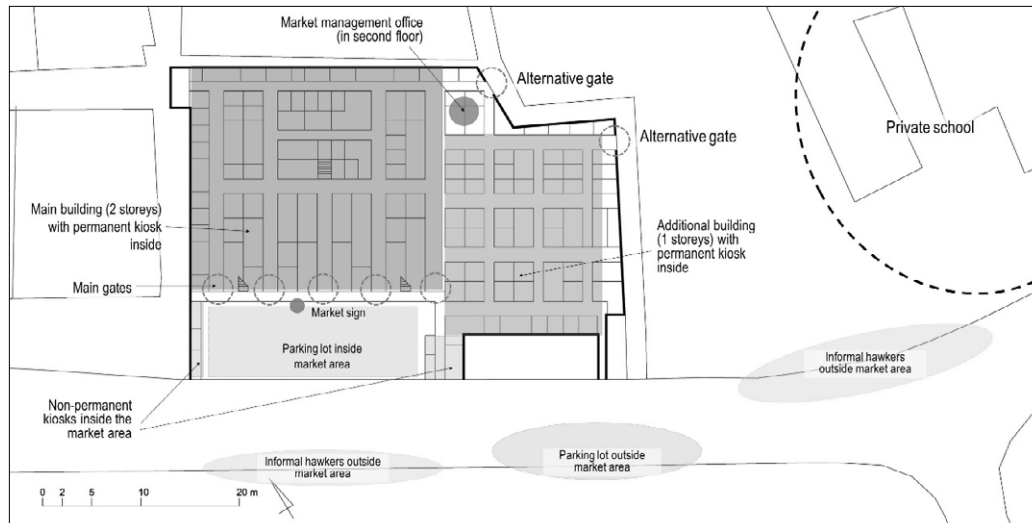 Market management office
(in second floor)
Alternative gate
Alternative gate
Private school
Main building (2 storeys)
with permanent kiosk
inside
Additional building
(1 storeys) with
permanent kiosk
inside
Main gates
Market sign
Parking lot inside
market area
Informal hawkers
outside market area
Non-permanent
kiosks inside the
market area
Informal hawkers outside
market area
Parking lot outside
market area
0 2 5 10 20 m